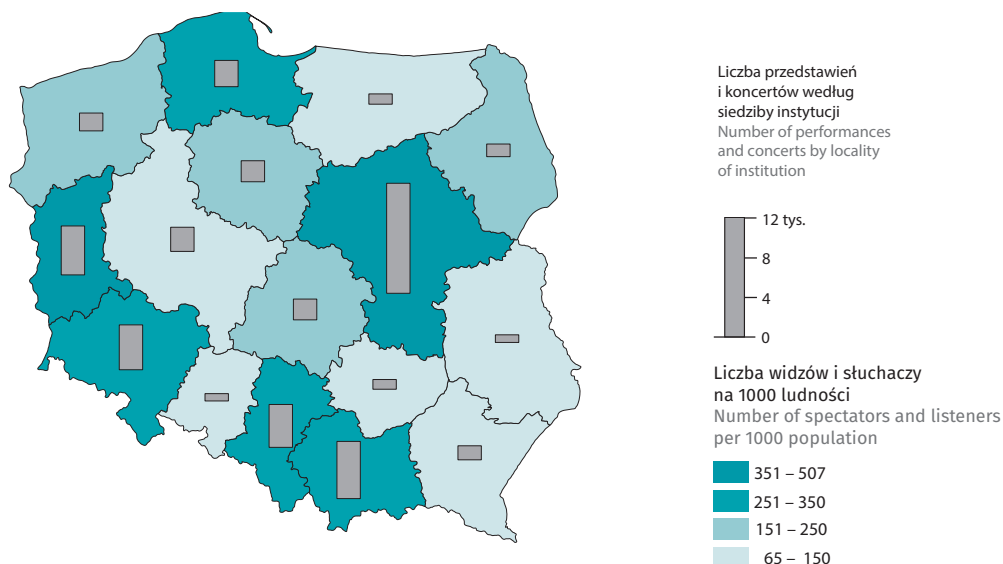 Liczba przedstawień
i koncertów według
siedziby instytucji
Number of performances
and concerts by locality
of institution
12 tys.
8
4
0
Liczba widzów i słuchaczy
na 1000 ludności
Number of spectators and listeners
per 1000 population
351 – 507
251 – 350
151 – 250
65 – 150